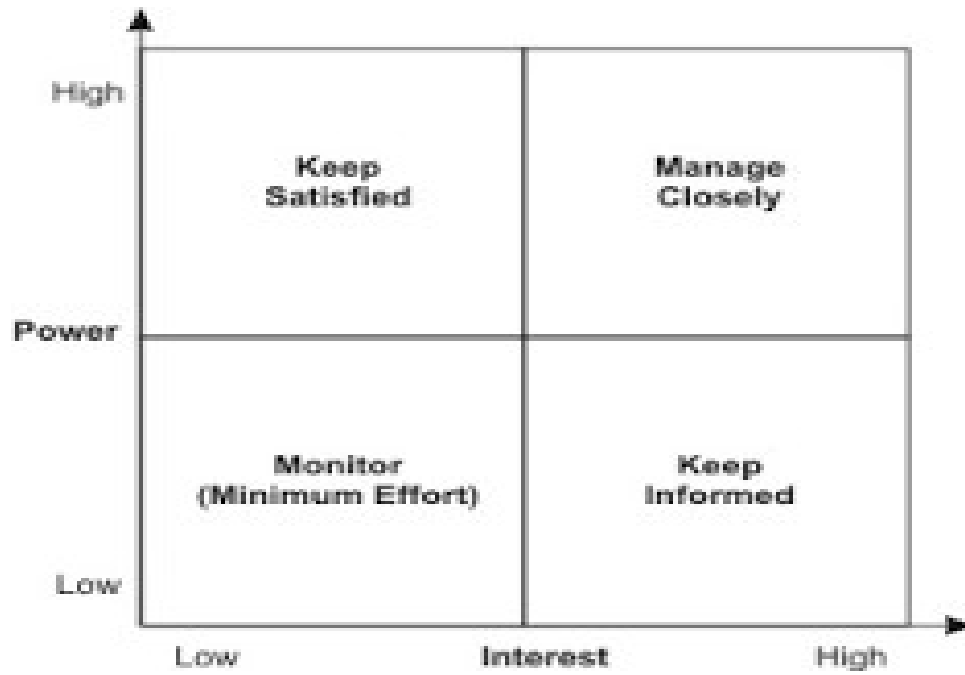 High
Keep
Satisfied
Manage
Closely
Power
Monitor
(Minimum Effort)
Keep
Informed
Low
Low
Interest
High